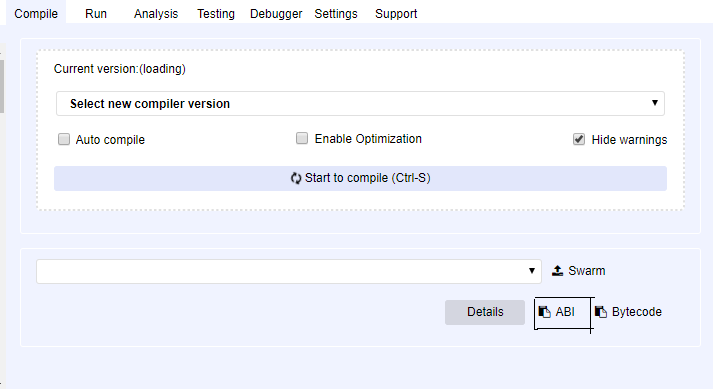 Compile Run Analysis Testing Debugger Settings Support
Current version:(loading)
Select new compiler version
Auto compile Enable Optimization Hide warnings
Start to compile (Ctrl-S)
Swarm
Details ABI Bytecode